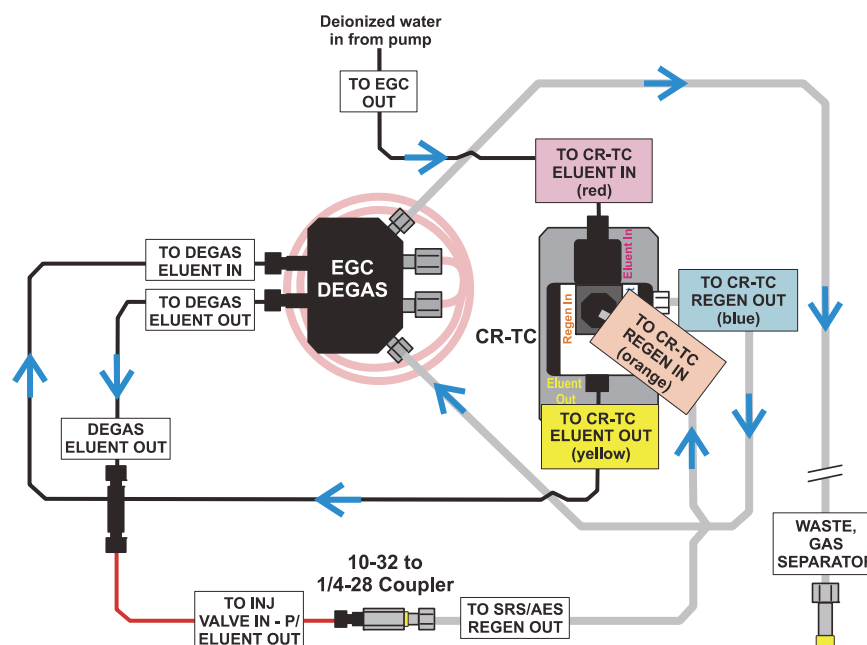 Deionized water
in from pump
TO EGC
OUT
TO CR-TC
ELUENT IN
(red)
TO DEGAS
ELUENT IN
TO DEGAS
ELUENT OUT
EGC
DEGAS
Eluent In
Regen In
CR-TC
Eluent
Out
TO CR-TC
REGEN OUT
(blue)
TO CR-TC
REGEN IN
(orange)
TO CR-TC
ELUENT OUT
(yellow)
DEGAS
ELUENT OUT
WASTE,
GAS
SEPARATOR
10-32 to
1/4-28 Coupler
TO INJ
VALVE IN - P/
ELUENT OUT
TO SRS/AES
REGEN OUT